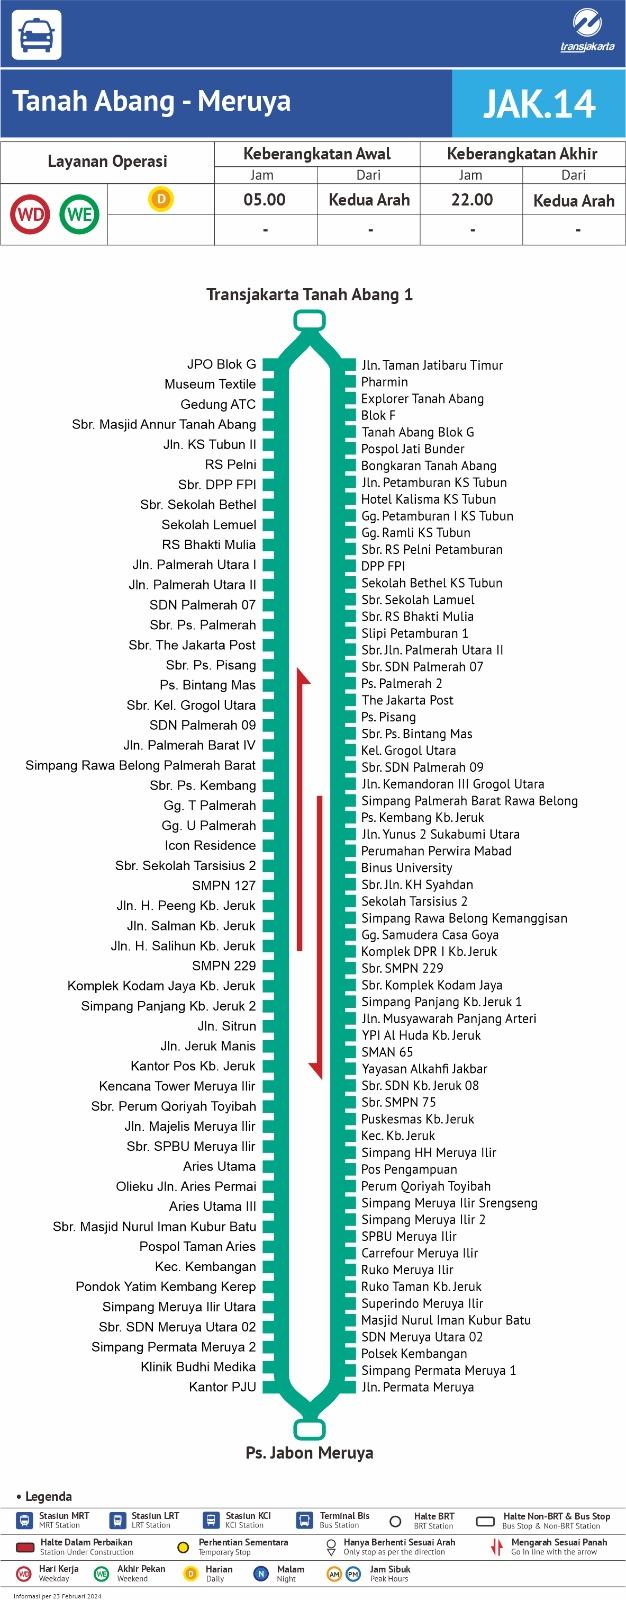 transjakarta
Tanah Abang - Meruya
JAK.14
Layanan Operasi
Keberangkatan Awal
Keberangkatan Akhir
Jam
Dari
Jam
Dari
WD
WE
D
05.00
Kedua Arah
22.00
Kedua Arah
-
-
-
-
Transjakarta Tanah Abang 1
JPO Blok G
Museum Textile
Gedung ATC
Sbr. Masjid Annur Tanah Abang
Jln. KS Tubun II
RS Pelni
Sbr. DPP FPI
Sbr. Sekolah Bethel
Sekolah Lemuel
RS Bhakti Mulia
Jln. Palmerah Utara I
Jln. Palmerah Utara II
SDN Palmerah 07
Sbr. Ps. Palmerah
Sbr. The Jakarta Post
Sbr. Ps. Pisang
Ps. Bintang Mas
Sbr. Kel. Grogol Utara
SDN Palmerah 09
Jln. Palmerah Barat IV
Simpang Rawa Belong Palmerah Barat
Sbr. Ps. Kembang
Gg. T Palmerah
Gg. U Palmerah
Icon Residence
Sbr. Sekolah Tarsisius 2
SMPN 127
Jln. H. Peeng Kb. Jeruk
Jln. Salman Kb. Jeruk
Jln. H. Salihun Kb. Jeruk
SMPN 229
Komplek Kodam Jaya Kb. Jeruk
Simpang Panjang Kb. Jeruk 2
Jln. Sitrun
Jln. Jeruk Manis
Kantor Pos Kb. Jeruk
Kencana Tower Meruya Ilir
Sbr. Perum Qoriyah Toyibah
Jln. Majelis Meruya Ilir
Sbr. SPBU Meruya Ilir
Aries Utama
Olieku Jln. Aries Permai
Aries Utama III
Sbr. Masjid Nurul Iman Kubur Batu
Pospol Taman Aries
Kec. Kembangan
Pondok Yatim Kembang Kerep
Simpang Meruya Ilir Utara
Sbr. SDN Meruya Utara 02
Simpang Permata Meruya 2
Klinik Budhi Medika
Kantor PJU
Jln. Taman Jatibaru Timur
Pharmin
Explorer Tanah Abang
Blok F
Tanah Abang Blok G
Pospol Jati Bunder
Bongkaran Tanah Abang
Jln. Petamburan KS Tubun
Hotel Kalisma KS Tubun
Gg. Petamburan I KS Tubun
Gg. Ramli KS Tubun
Sbr. RS Pelni Petamburan
DPP FPI
Sekolah Bethel KS Tubun
Sbr. Sekolah Lamuel
Sbr. RS Bhakti Mulia
Slipi Petamburan 1
Sbr. Jln. Palmerah Utara II
Sbr. SDN Palmerah 07
Ps. Palmerah 2
The Jakarta Post
Ps. Pisang
Sbr. Ps. Bintang Mas
Kel. Grogol Utara
Sbr. SDN Palmerah 09
Jln. Kemandoran III Grogol Utara
Simpang Palmerah Barat Rawa Belong
Ps. Kembang Kb. Jeruk
Jln. Yunus 2 Sukabumi Utara
Perumahan Perwira Mabad
Binus University
Sbr. Jln. KH Syahdan
Sekolah Tarsisius 2
Simpang Rawa Belong Kemanggisan
Gg. Samudera Casa Goya
Komplek DPR I Kb. Jeruk
Sbr. SMPN 229
Sbr. Komplek Kodam Jaya
Simpang Panjang Kb. Jeruk 1
Jln. Musyawarah Panjang Arteri
YPI Al Huda Kb. Jeruk
SMAN 65
Yayasan Alkahfi Jakbar
Sbr. SDN Kb. Jeruk 08
Sbr. SMPN 75
Puskesmas Kb. Jeruk
Kec. Kb. Jeruk
Simpang HH Meruya Ilir
Pos Pengampuan
Perum Qoriyah Toyibah
Simpang Meruya Ilir Srengseng
Simpang Meruya Ilir 2
SPBU Meruya Ilir
Carrefour Meruya Ilir
Ruko Meruya Ilir
Ruko Taman Kb. Jeruk
Superindo Meruya Ilir
Masjid Nurul Iman Kubur Batu
SDN Meruya Utara 02
Polsek Kembangan
Simpang Permata Meruya 1
Jln. Permata Meruya
Ps. Jabon Meruya
• Legenda
Stasiun MRT
MRT Station
Stasiun LRT
LRT Station
Stasiun KCI
KCI Station
Terminal Bis
Bus Station
Halte BRT
BRT Station
Halte Non-BRT & Bus Stop
Bus Stop & Non-BRT Station
Halte Dalam Perbaikan
Station Under Construction
Perhentian Sementara
Temporary Stop
Hanya Berhenti Sesuai Arah
Only stop as per the direction
Mengarah Sesuai Panah
Go in line with the arrow
WD
Hari Kerja
Weekday
WE
Akhir Pekan
Weekend
D
Harian
Daily
N
Malam
Night
AM
PM
Jam Sibuk
Peak Hours
Informasi per 23 Februari 2024